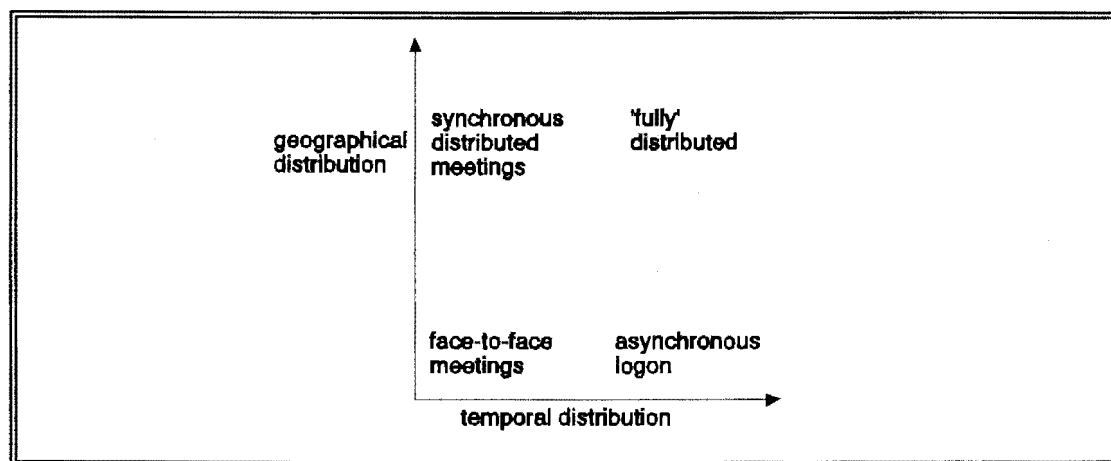 geographical
distribution
synchronous
distributed
meetings
'fully'
distributed
face-to-face
meetings
asynchronous
logon
temporal distribution